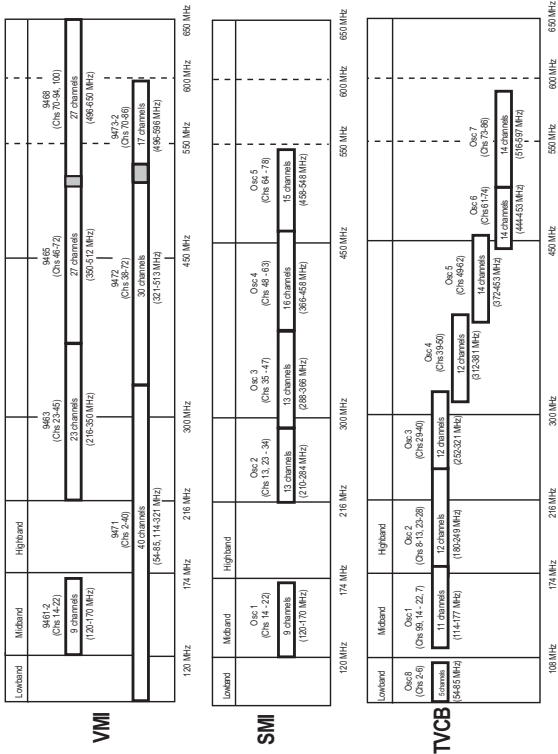 VMI
Lowband
Midband
Highband
9461-2
(Chs 14-22)
9 channels
(120-170 MHz)
9463
(Chs 23-45)
23 channels
(216-350 MHz)
9465
(Chs 46-72)
27 channels
(350-512 MHz)
9468
(Chs 70-94, 100)
27 channels
(496-650 MHz)
9471
(Chs 2-40)
40 channels
(54-85, 114-321 MHz)
9472
(Chs 38-72)
30 channels
(321-513 MHz)
9473-2
(Chs 70-86)
17 channels
(496-596 MHz)
120 MHz
174 MHz
216 MHz
300 MHz
450 MHz
550 MHz
600 MHz
650 MHz
SMI
Lowband
Midband
Highband
Osc 1
(Chs 14 -22)
9 channels
(120-170 MHz)
Osc 2
(Chs 13, 23 - 34)
13 channels
(210-284 MHz)
Osc 3
(Chs 35 - 47)
13 channels
(288-366 MHz)
Osc 4
(Chs 48 - 63)
16 channels
(366-458 MHz)
Osc 5
(Chs 64 - 78)
15 channels
(458-548 MHz)
120 MHz
174 MHz
216 MHz
300 MHz
450 MHz
550 MHz
600 MHz
650 MHz
TVCB
Lowband
Midband
Highband
Osc8
(Chs 2-6)
5 channels
(54-85 MHz)
Osc 1
(Chs 99, 14 - 22, 7)
11 channels
(114-177 MHz)
Osc 2
(Chs 8-13, 23-28)
12 channels
(180-249 MHz)
Osc 3
(Chs 29-40)
12 channels
(252-321 MHz)
Osc 4
(Chs 39-50)
12 channels
(312-381 MHz)
Osc 5
(Chs 49-62)
14 channels
(372-453 MHz)
Osc 6
(Chs 61-74)
14 channels
(444-453 MHz)
Osc 7
(Chs 73-86)
14 channels
(516-597 MHz)
108 MHz
174 MHz
216 MHz
300 MHz
450 MHz
550 MHz
600 MHz
650 MHz